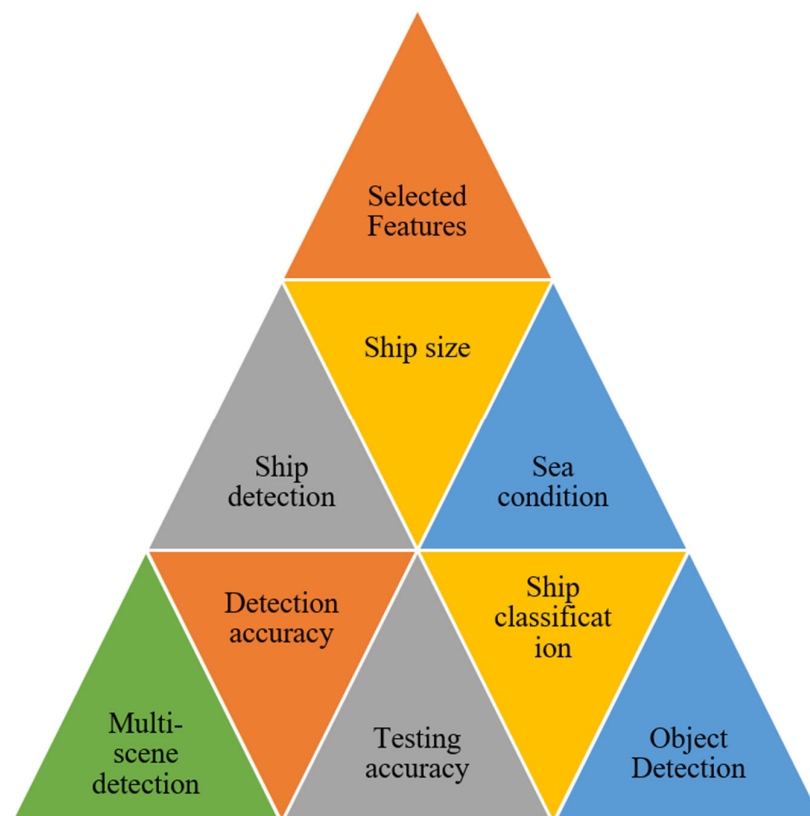 Selected
Features
Ship size
Ship
detection
Sea
condition
Detection
accuracy
Ship
classificat
ion
Multi-
scene
detection
Testing
accuracy
Object
Detection